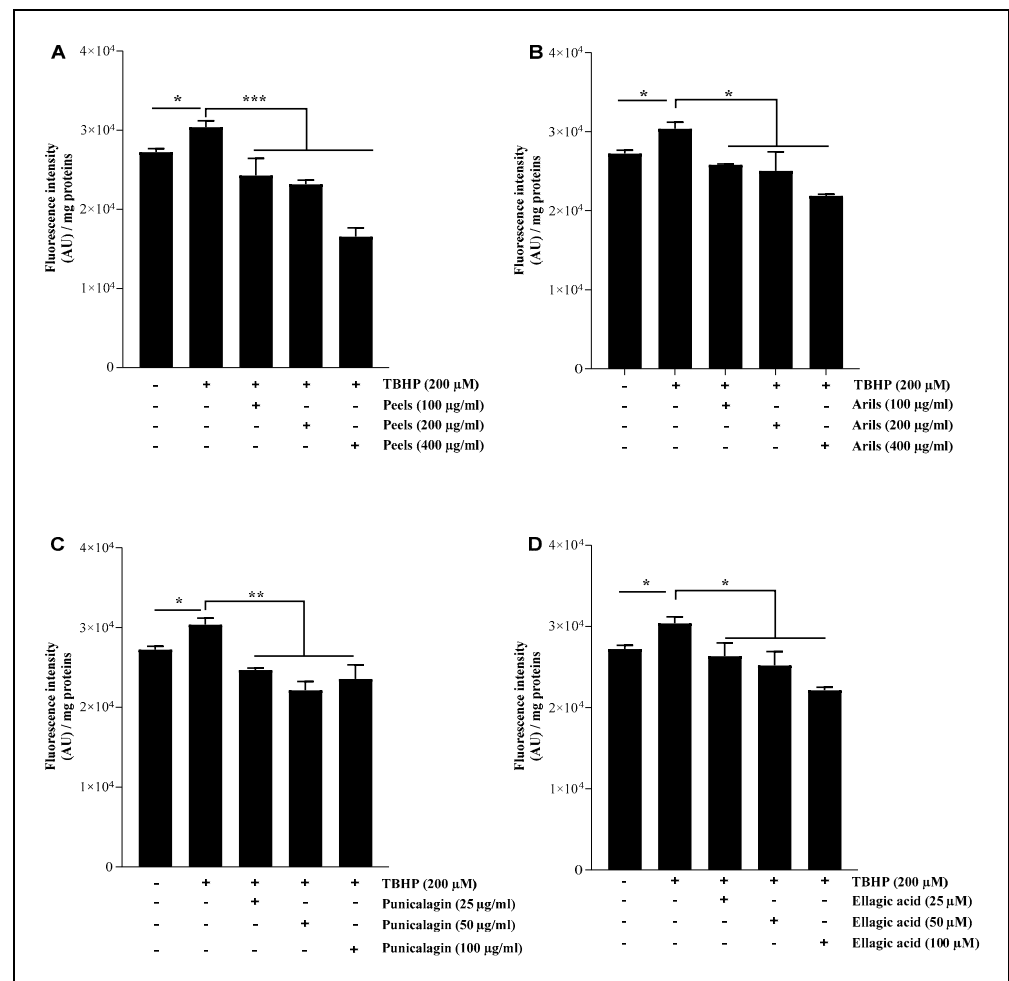 A
4×10⁴
3×10⁴
2×10⁴
1×10⁴
0
Fluorescence intensity
(AU) / mg proteins
* ***
- + + + + TBHP (200 µM)
- - + - - Peels (100 µg/ml)
- - - + - Peels (200 µg/ml)
- - - - + Peels (400 µg/ml)
B
4×10⁴
3×10⁴
2×10⁴
1×10⁴
0
Fluorescence intensity
(AU) / mg proteins
* *
- + + + + TBHP (200 µM)
- - + - - Arils (100 µg/ml)
- - - + - Arils (200 µg/ml)
- - - - + Arils (400 µg/ml)
C
4×10⁴
3×10⁴
2×10⁴
1×10⁴
0
Fluorescence intensity
(AU) / mg proteins
* **
- + + + + TBHP (200 µM)
- - + - - Punicalagin (25 µg/ml)
- - - + - Punicalagin (50 µg/ml)
- - - - + Punicalagin (100 µg/ml)
D
4×10⁴
3×10⁴
2×10⁴
1×10⁴
0
Fluorescence intensity
(AU) / mg proteins
* *
- + + + + TBHP (200 µM)
- - + - - Ellagic acid (25 µM)
- - - + - Ellagic acid (50 µM)
- - - - + Ellagic acid (100 µM)